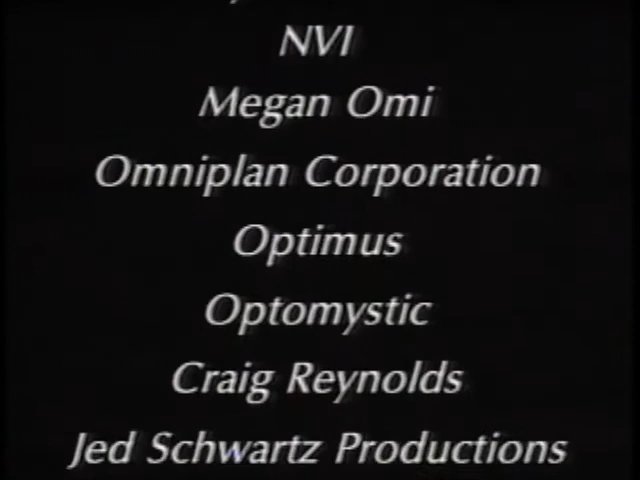 NVI
Megan Omi
Omniplan Corporation
Optimus
Optomystic
Craig Reynolds
Jed Schwartz Productions